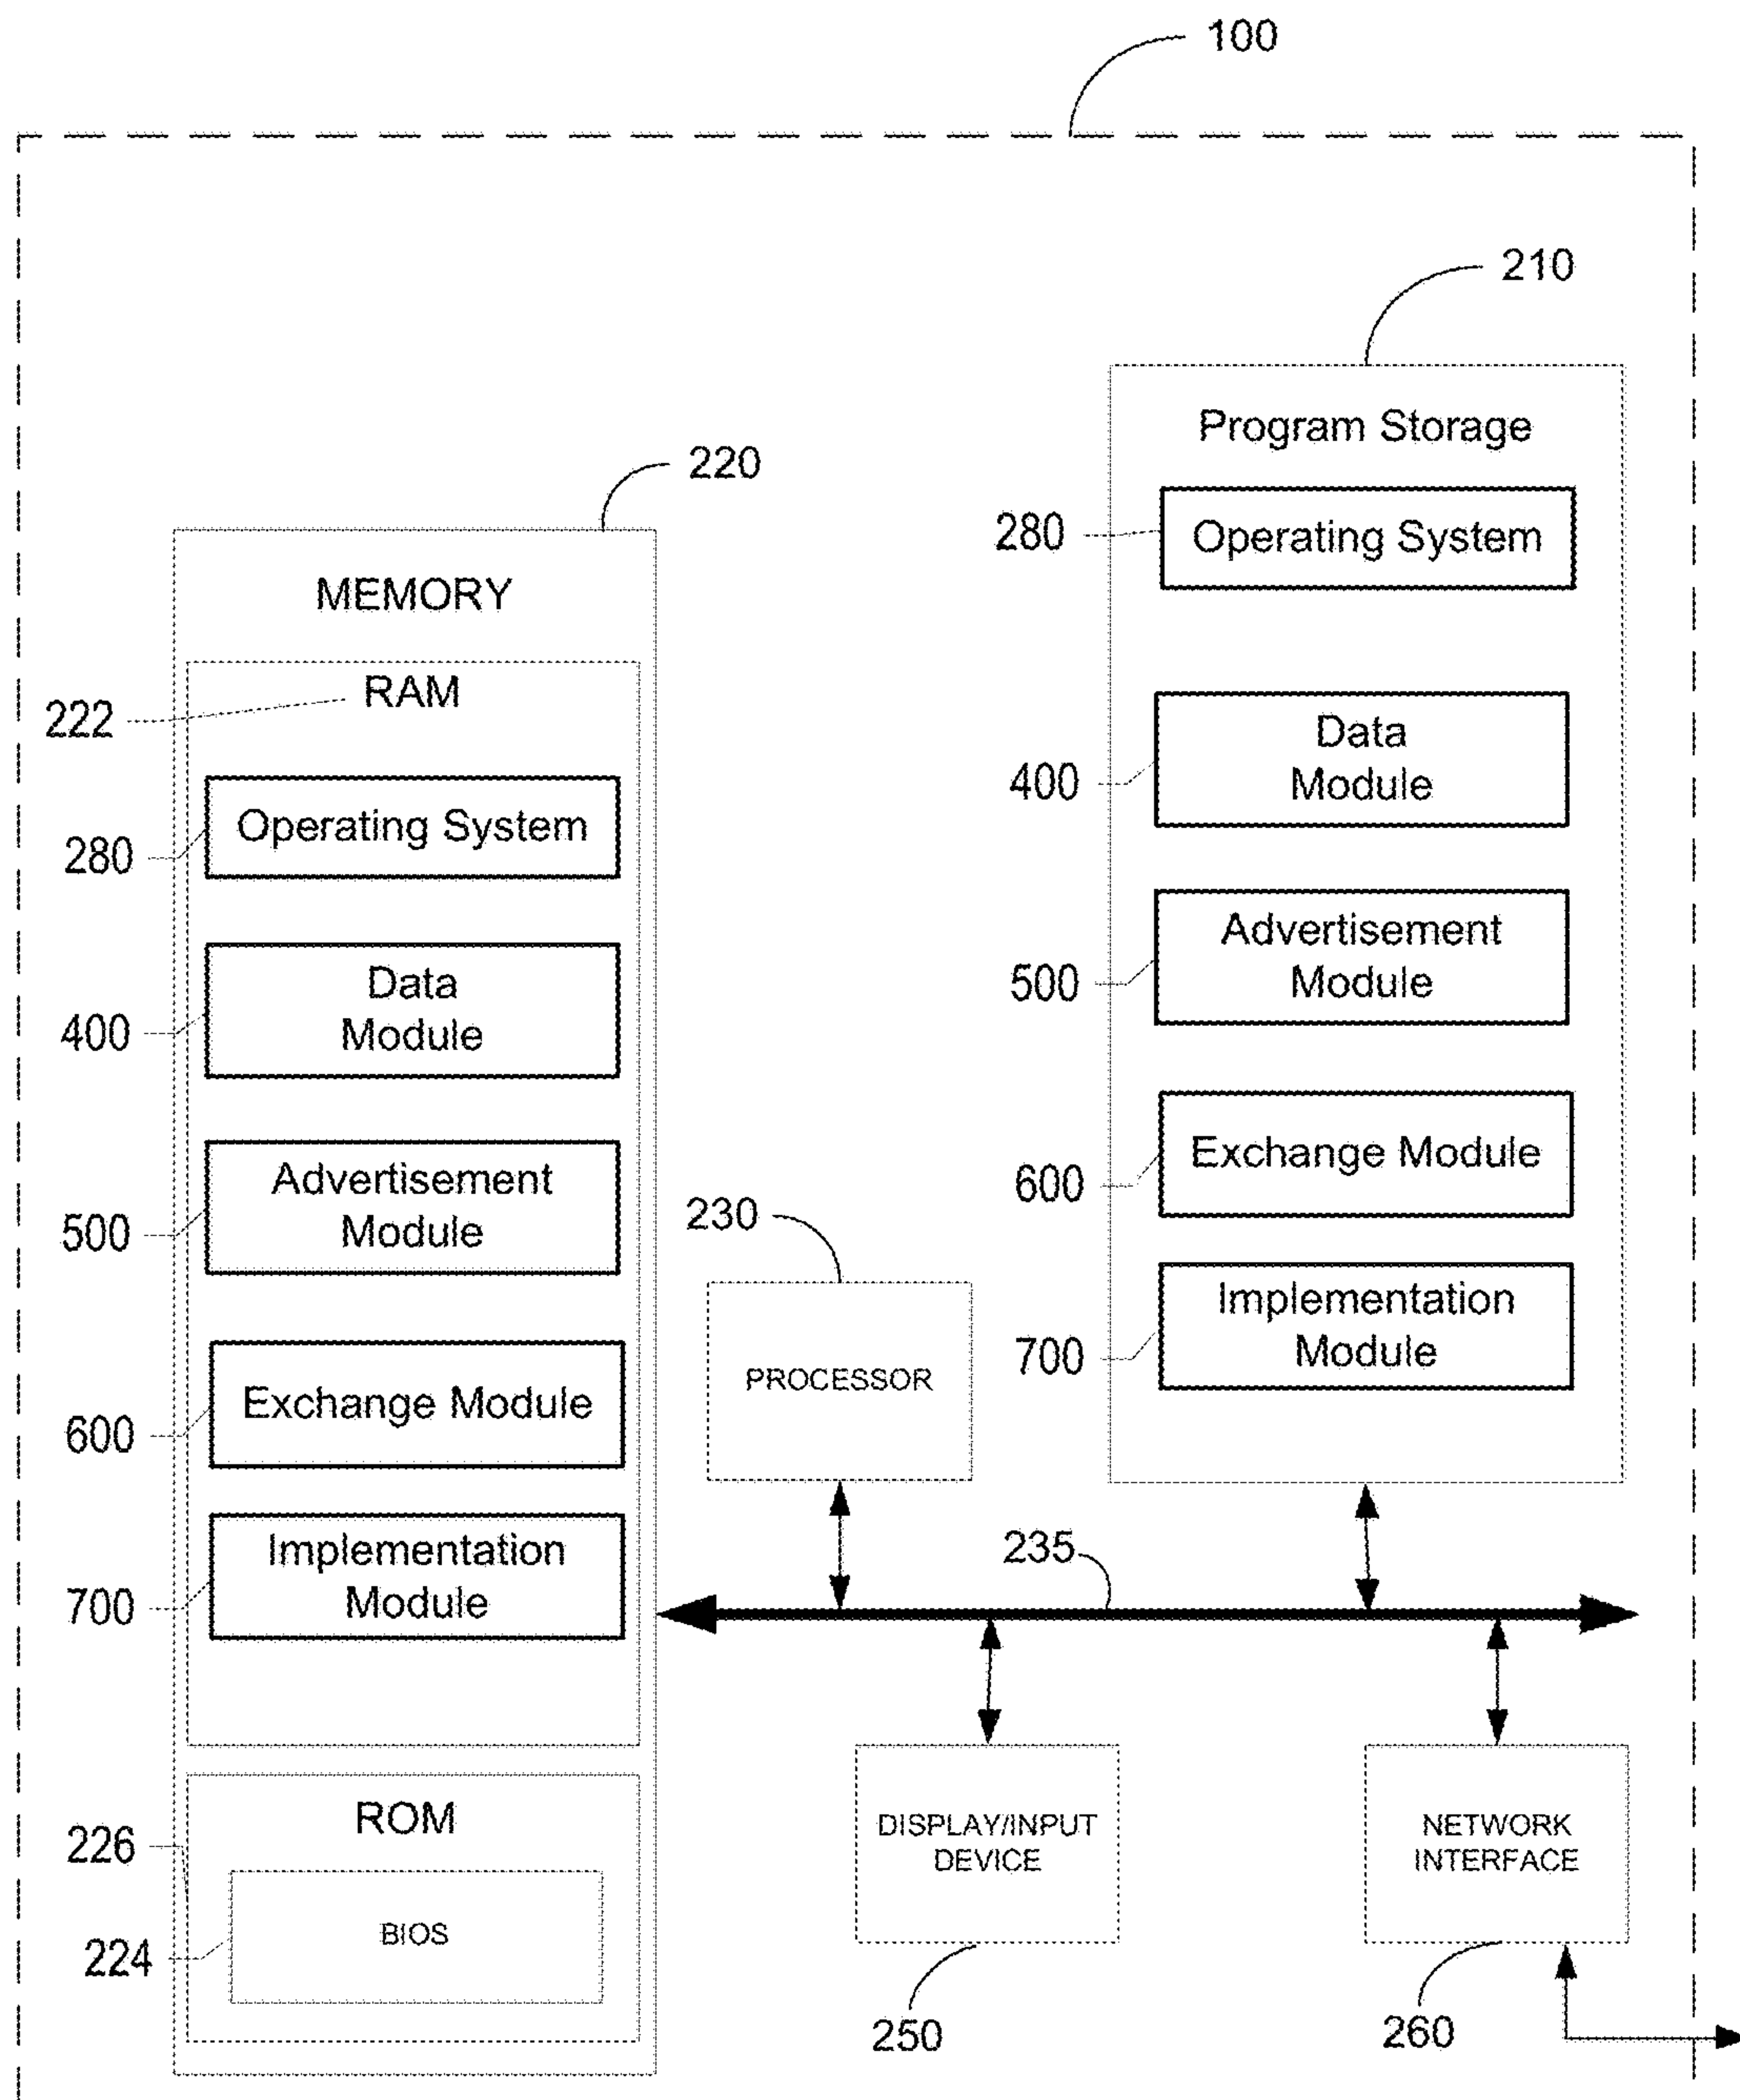 100
210
Program Storage
280
Operating System
400
Data
Module
500
Advertisement
Module
600
Exchange Module
700
Implementation
Module
220
MEMORY
222
RAM
280
Operating System
400
Data
Module
500
Advertisement
Module
600
Exchange Module
700
Implementation
Module
226
ROM
224
BIOS
230
PROCESSOR
235
DISPLAY/INPUT
DEVICE
250
NETWORK
INTERFACE
260